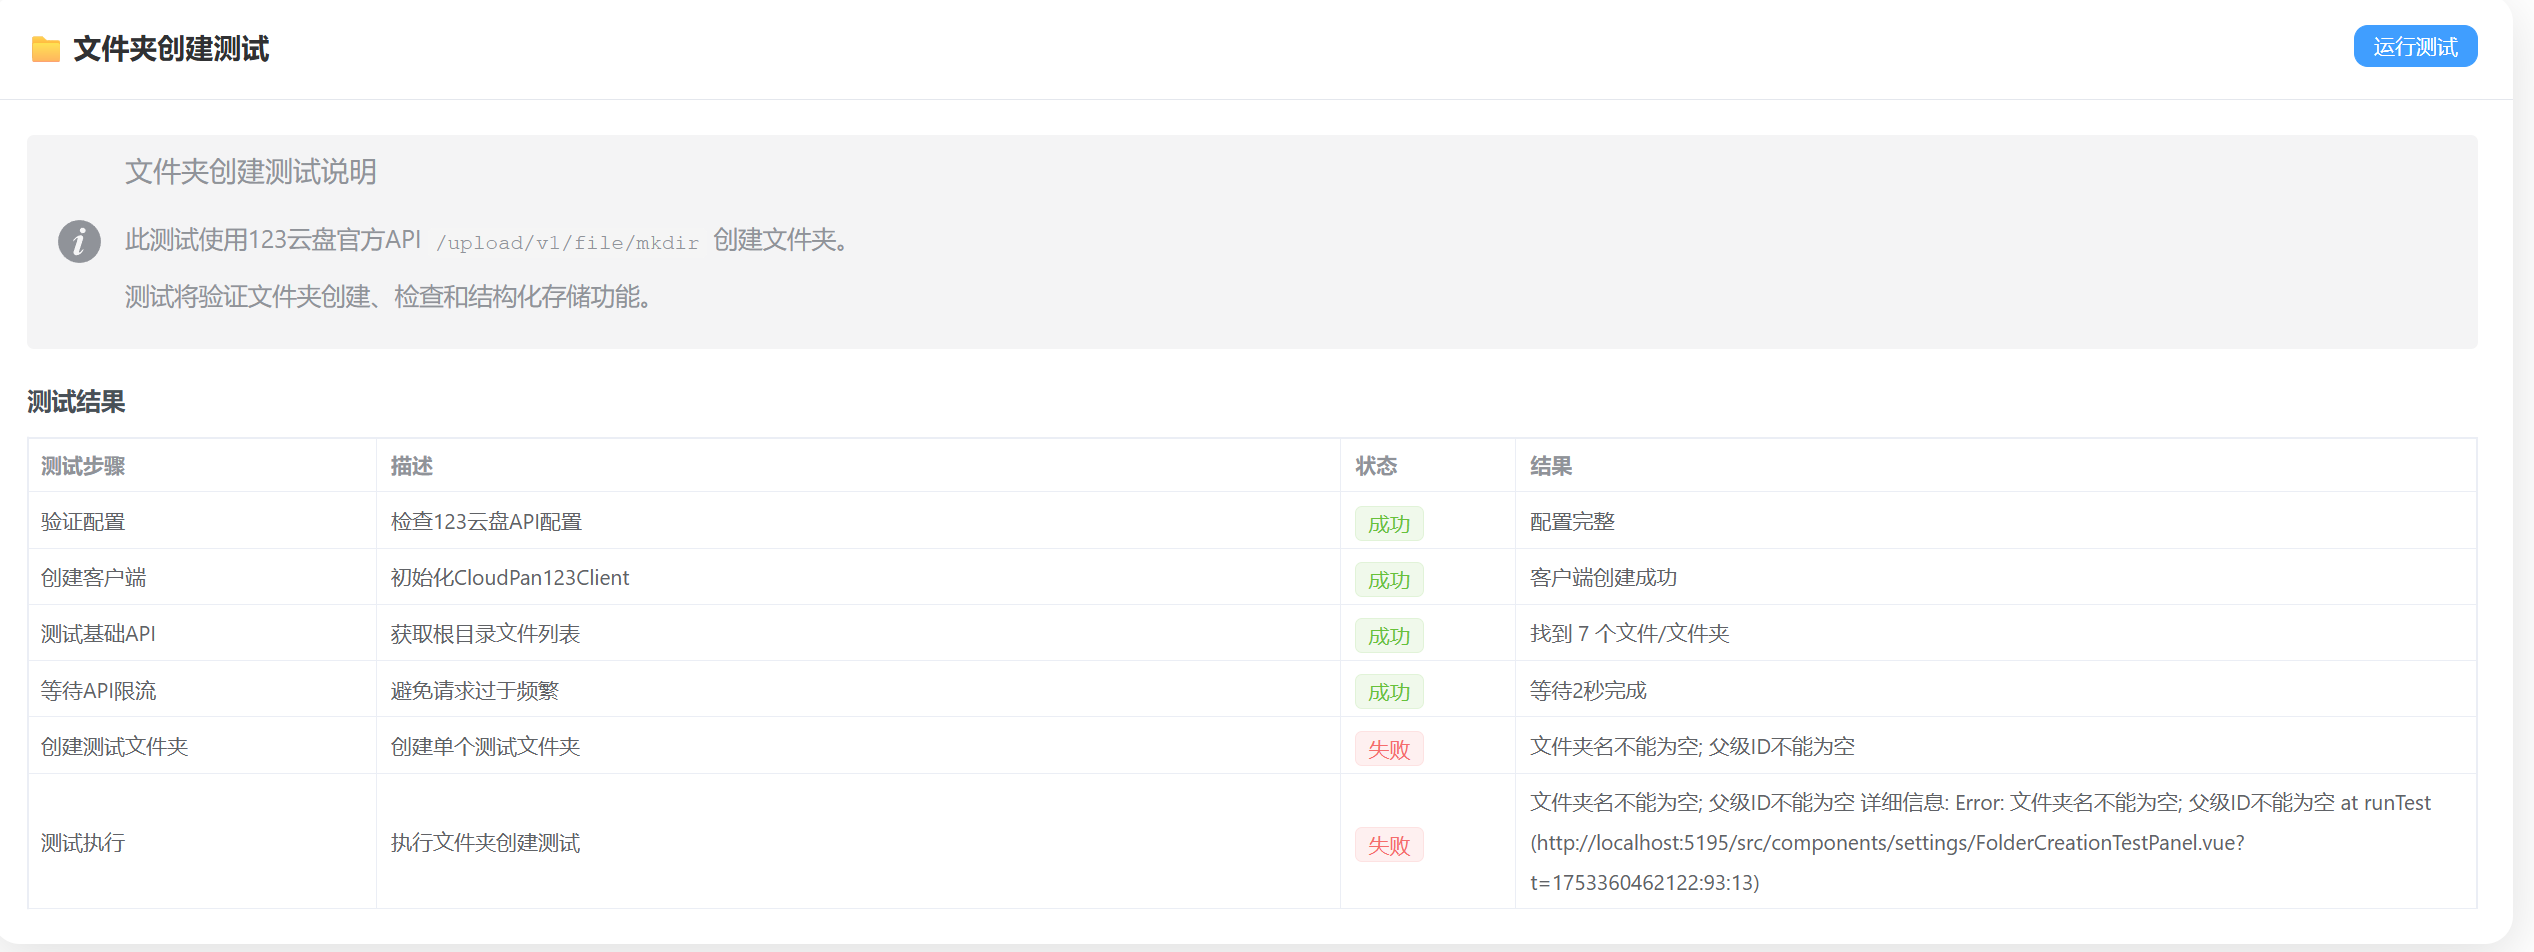 文件夹创建测试
运行测试
文件夹创建测试说明
此测试使用123云盘官方API /upload/v1/file/mkdir 创建文件夹。
测试将验证文件夹创建、检查和结构化存储功能。
测试结果
测试步骤 描述 状态 结果
验证配置 检查123云盘API配置 成功 配置完整
创建客户端 初始化CloudPan123Client 成功 客户端创建成功
测试基础API 获取根目录文件列表 成功 找到 7 个文件/文件夹
等待API限流 避免请求过于频繁 成功 等待2秒完成
创建测试文件夹 创建单个测试文件夹 失败 文件夹名不能为空; 父级ID不能为空
测试执行 执行文件夹创建测试 失败 文件夹名不能为空; 父级ID不能为空 详细信息: Error: 文件夹名不能为空; 父级ID不能为空 at runTest
(http://localhost:5195/src/components/settings/FolderCreationTestPanel.vue?
t=1753360462122:93:13)